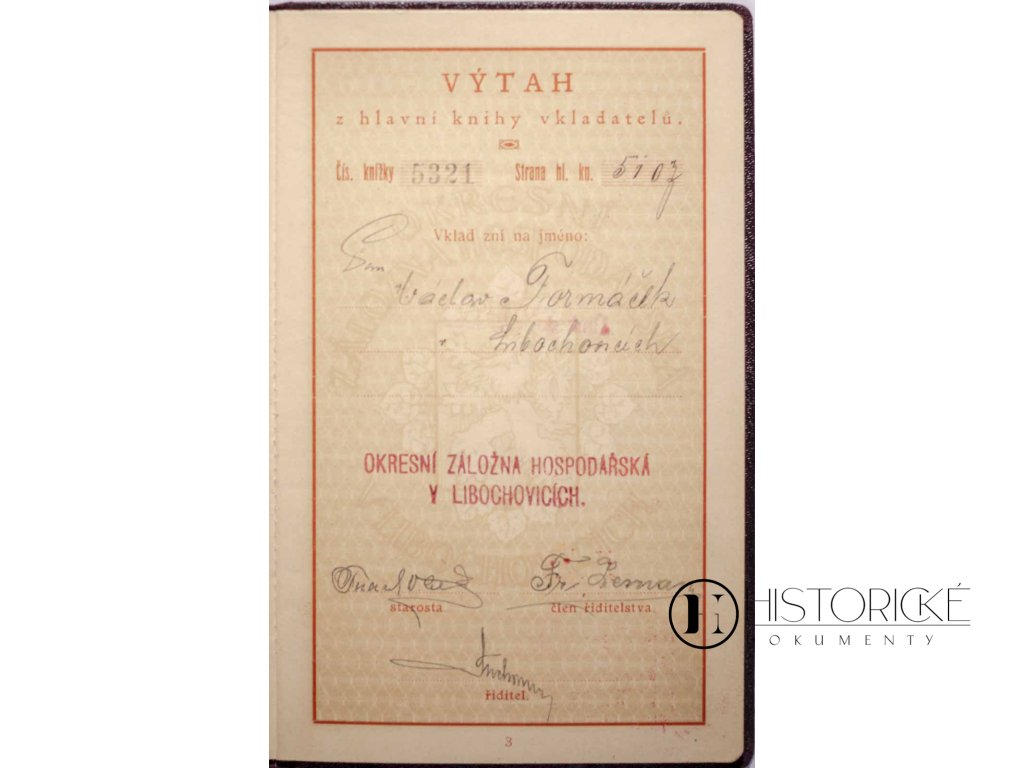 VÝTAH
z hlavní knihy vkladatelů.
Čís. knížky 5321 Strana hl. kn. 5107
Vklad zní na jméno:
Pan
Václav Formáček
v Libochovicích
OKRESNÍ ZÁLOŽNA HOSPODÁŘSKÁ
V LIBOCHOVICÍCH.
Fr. Zeman
starosta člen ředitelstva
ředitel.
3
HISTORICKÉ
OKUMENTY